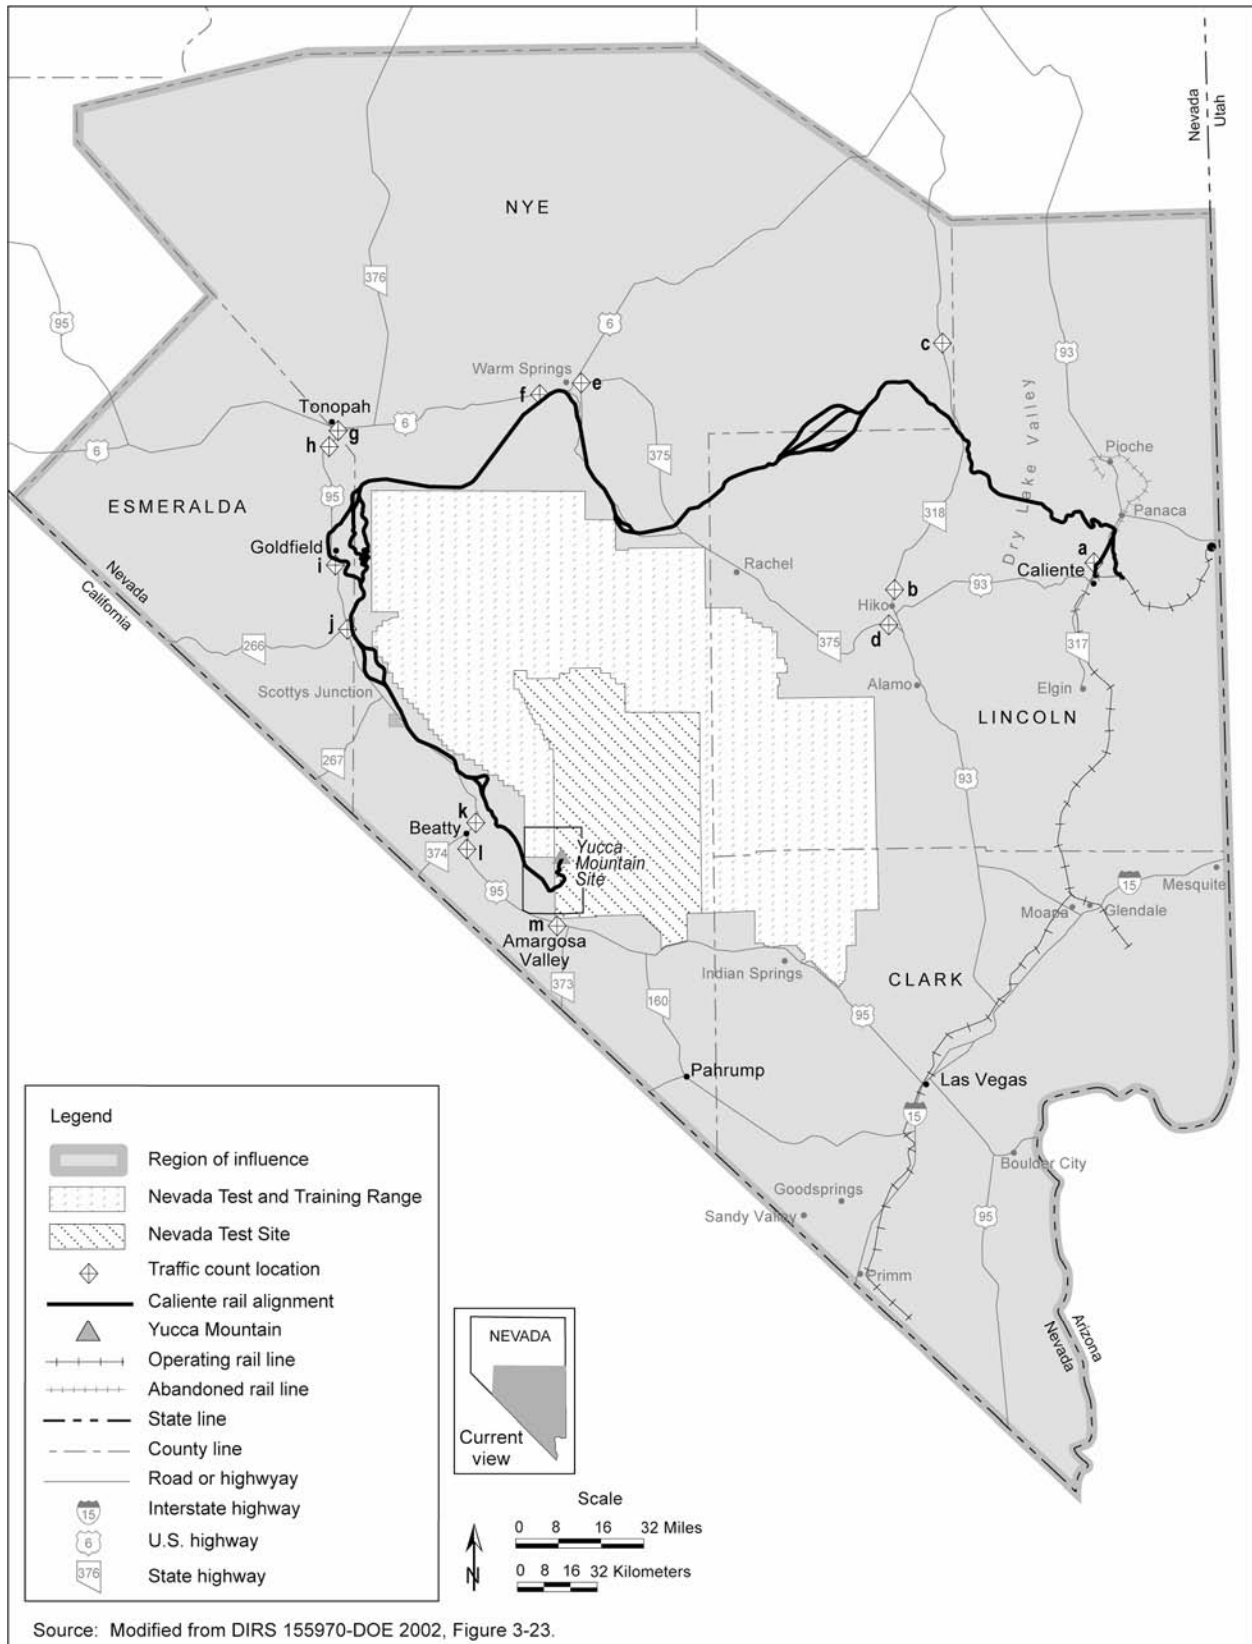 Nevada
Utah
NYE
376
95
6
c
93
Warm Springs
e
f
Tonopah
g
6
h
6
375
Dry Lake Valley
Pioche
95
ESMERALDA
318
Panaca
Goldfield
a
i
Rachel
Caliente
93
b
Hiko
Nevada
California
j
d
266
375
317
Scottys Junction
Alamo
Elgin
LINCOLN
267
93
k
Beatty
l
374
Yucca
Mountain
Site
95
15
Mesquite
Moapa
Glendale
m
Amargosa
Valley
Indian Springs
373
160
CLARK
95
Pahrump
Las Vegas
15
Boulder City
Goodsprings
Sandy Valley
95
Primm
Arizona
Nevada
Legend
Region of influence
Nevada Test and Training Range
Nevada Test Site
Traffic count location
Caliente rail alignment
Yucca Mountain
Operating rail line
Abandoned rail line
State line
County line
Road or highwyay
15 Interstate highway
6 U.S. highway
376 State highway
NEVADA
Current
view
Scale
0 8 16 32 Miles
0 8 16 32 Kilometers
N
Source: Modified from DIRS 155970-DOE 2002, Figure 3-23.